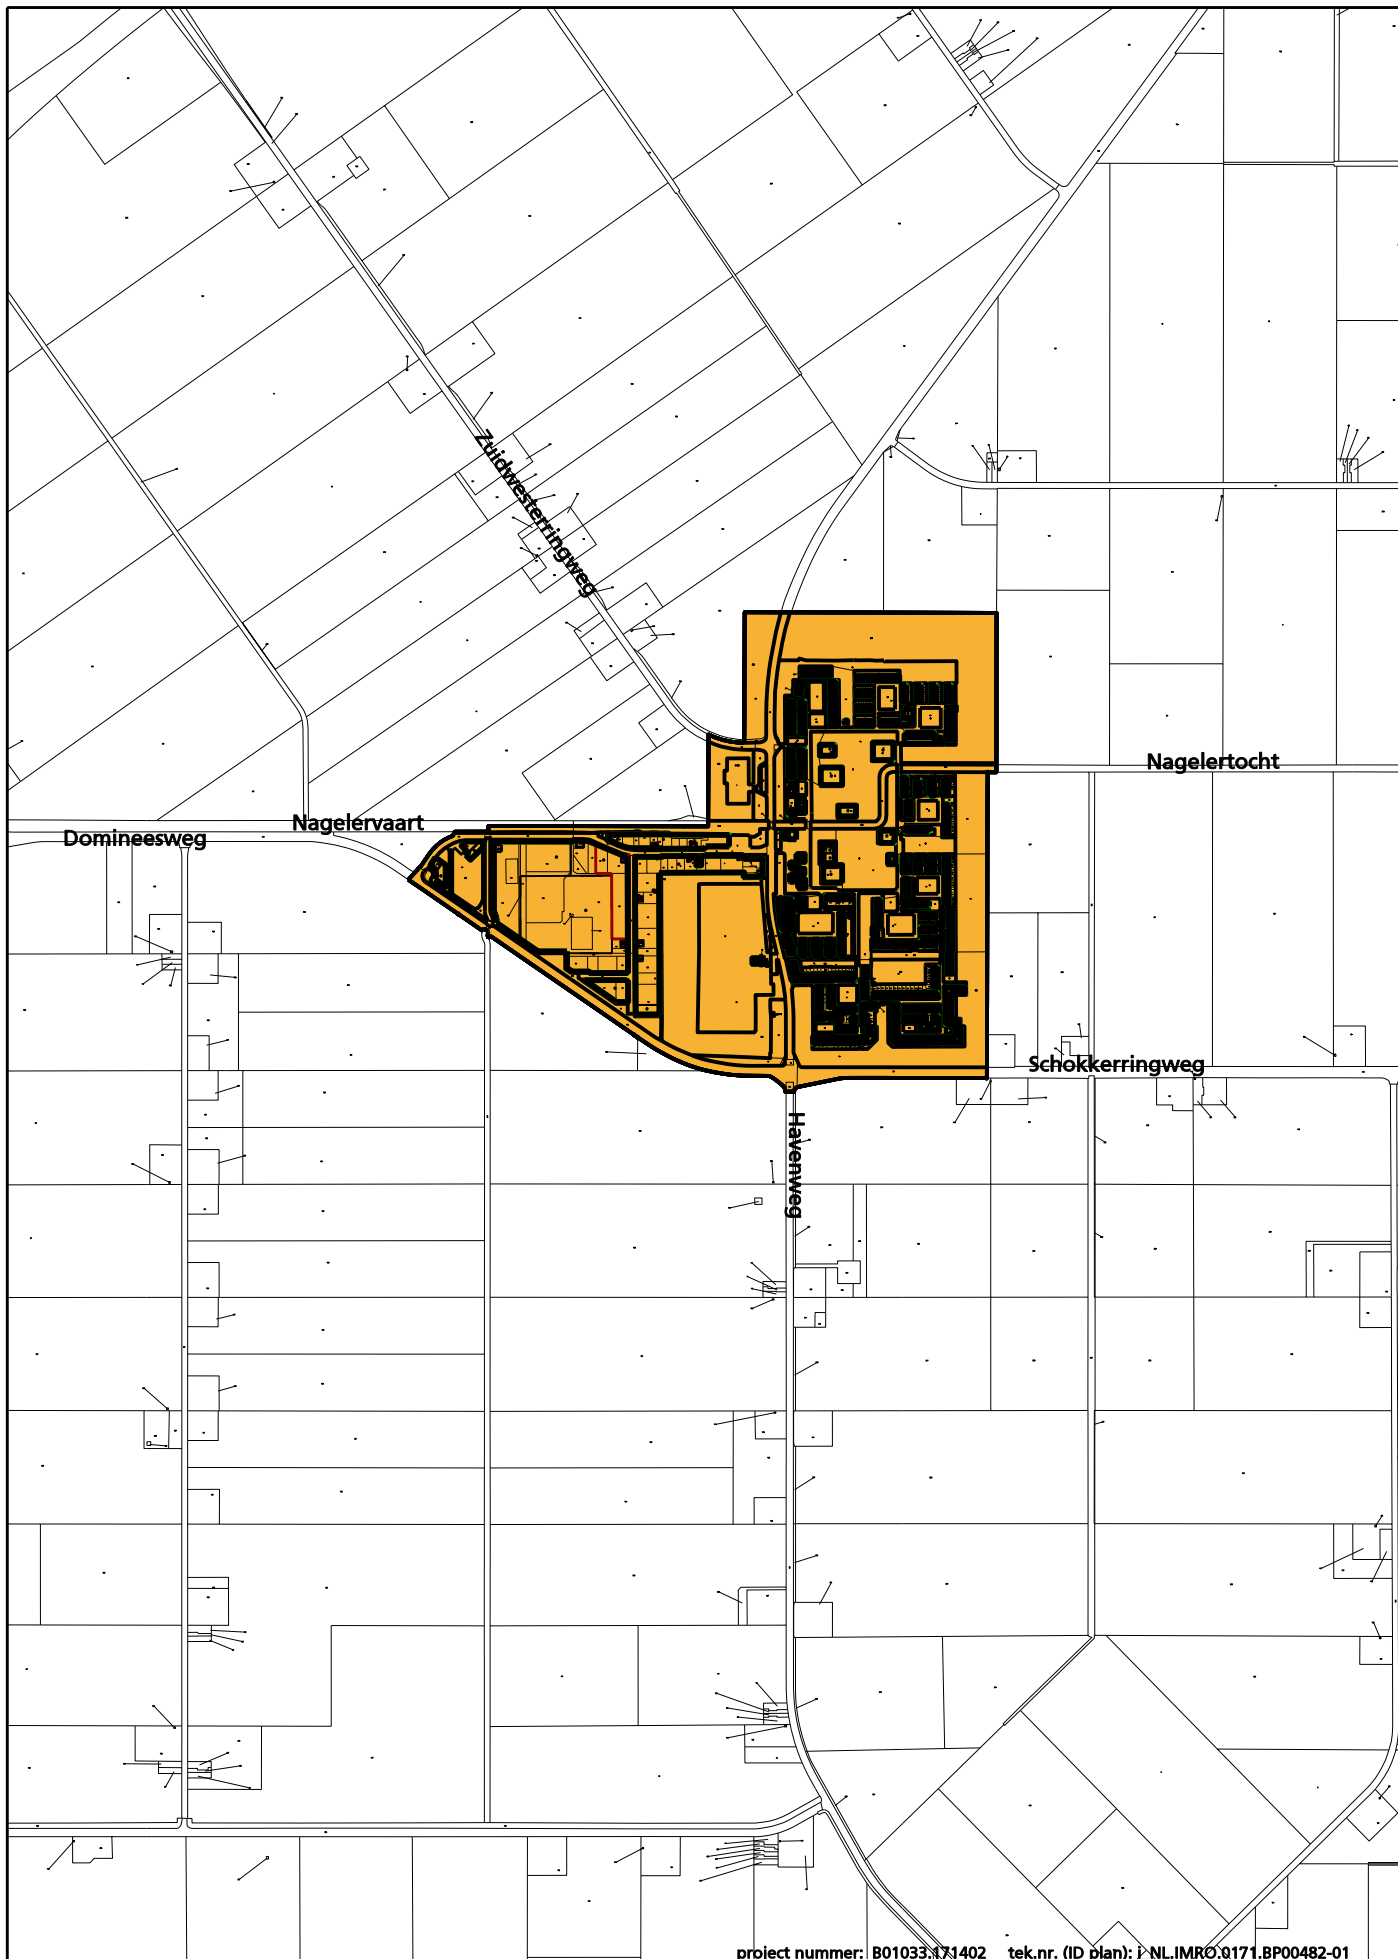 Zuidwesterringweg
Nagelertocht
Nagelervaart
Domineesweg
Schokkerringweg
Havenweg
project nummer: B01033.171402 tek.nr. (ID plan): j NL.IMRO.0171.BP00482-01